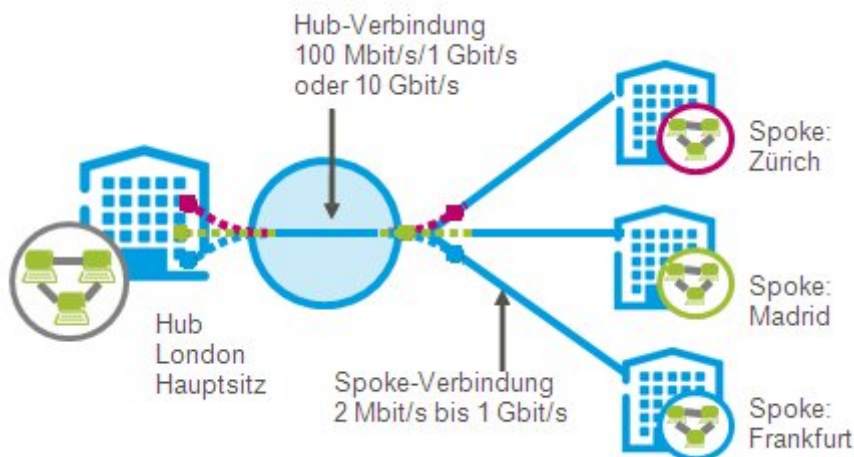 Hub-Verbindung
100 Mbit/s/1 Gbit/s
oder 10 Gbit/s
Spoke:
Zürich
Hub
London
Hauptsitz
Spoke:
Madrid
Spoke-Verbindung
2 Mbit/s bis 1 Gbit/s
Spoke:
Frankfurt